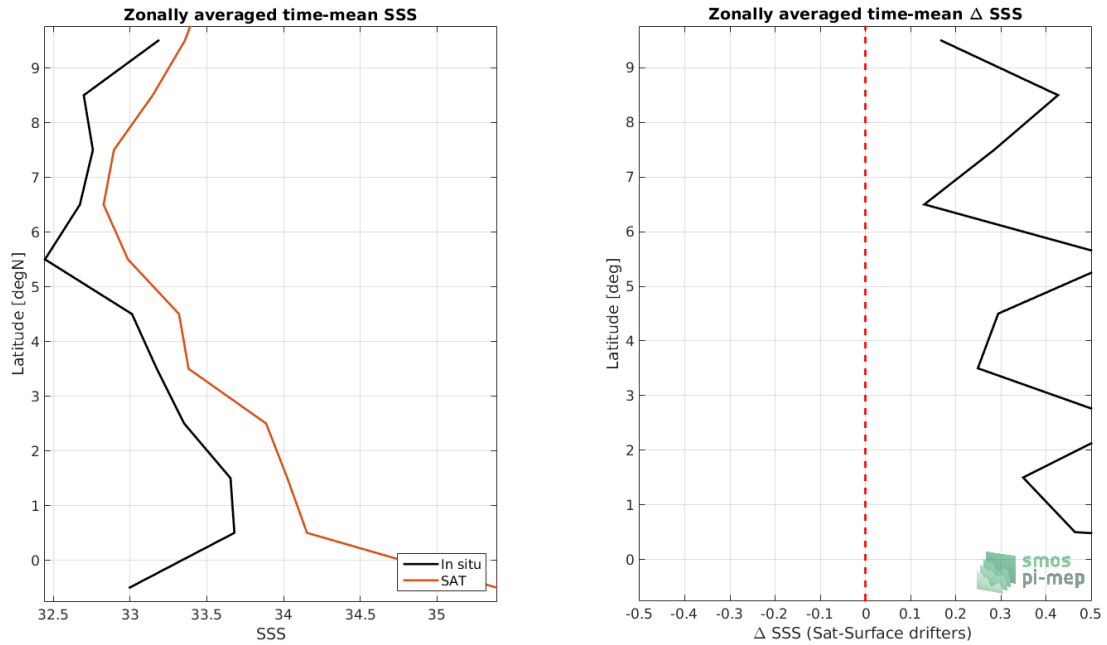 Zonally averaged time-mean SSS
9
8
7
6
5
4
3
2
1
0
Latitude [degN]
32.5 33 33.5 34 34.5 35
SSS
In situ
SAT
Zonally averaged time-mean Δ SSS
9
8
7
6
5
4
3
2
1
0
Latitude [deg]
-0.5 -0.4 -0.3 -0.2 -0.1 0 0.1 0.2 0.3 0.4 0.5
Δ SSS (Sat-Surface drifters)
smos
pi-mep